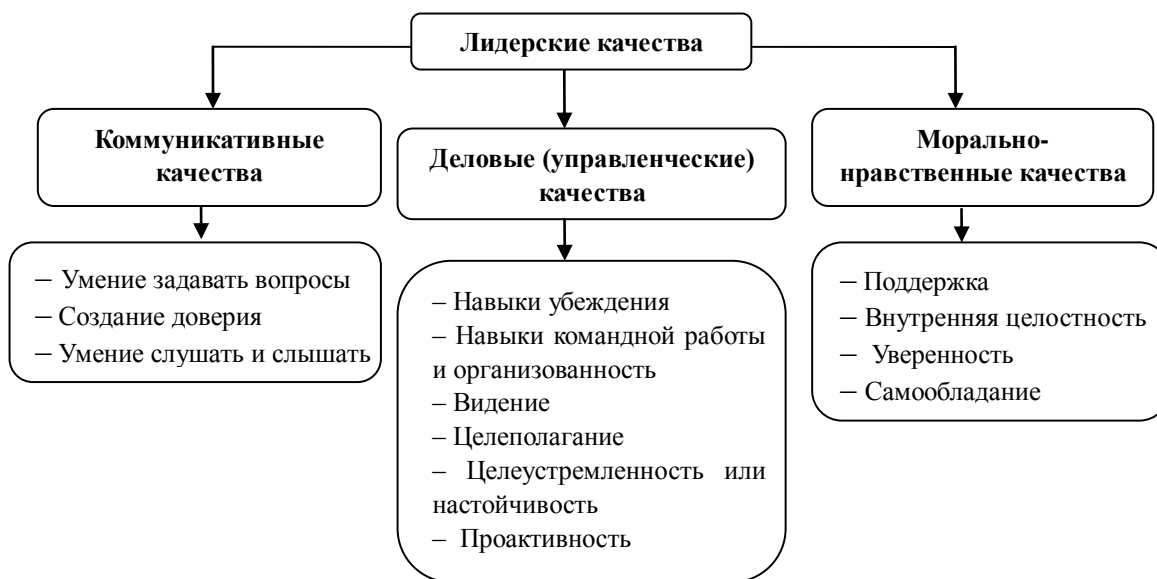 Лидерские качества
Коммуникативные
качества
– Умение задавать вопросы
– Создание доверия
– Умение слушать и слышать
Деловые (управленческие)
качества
– Навыки убеждения
– Навыки командной работы
и организованность
– Видение
– Целеполагание
– Целеустремленность или
настойчивость
– Проактивность
Морально-
нравственные качества
– Поддержка
– Внутренняя целостность
– Уверенность
– Самообладание